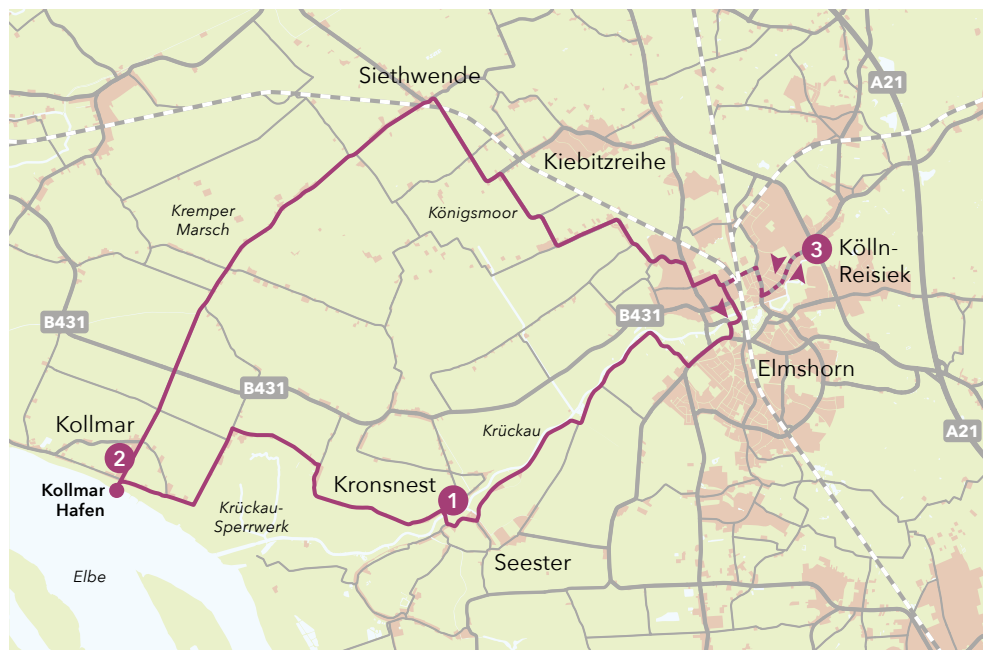 Siethwende
A21
Kiebitzreihe
Kremper
Marsch
Königsmoor
3
Kölln-
Reisiek
B431
B431
Elmshorn
B431
Kollmar
Krückau
A21
2
Kollmar
Hafen
Kronsnest
1
Krückau-
Sperrwerk
Seester
Elbe